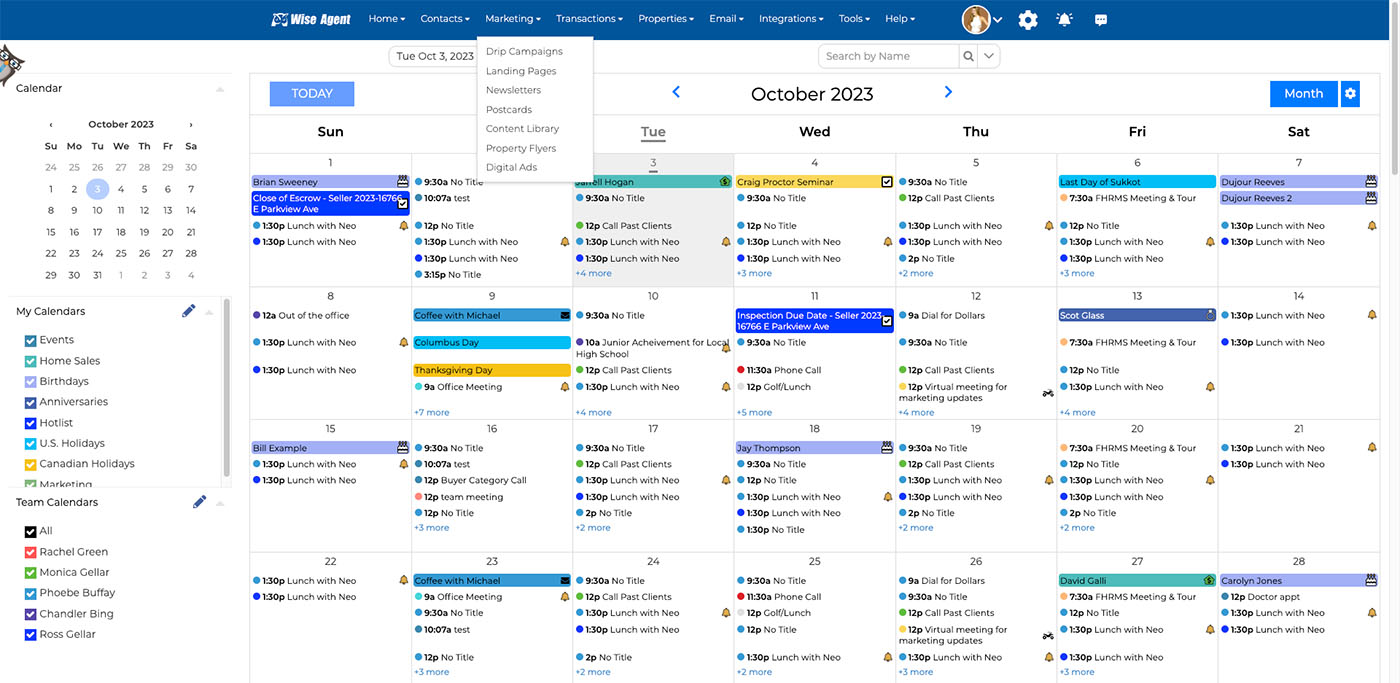 Wise Agent
Home Contacts Marketing Transactions Properties Email Integrations Tools Help
Tue Oct 3, 2023
Search by Name
Drip Campaigns
Landing Pages
Newsletters
Postcards
Content Library
Property Flyers
Digital Ads
Calendar
‹ October 2023 ›
Su Mo Tu We Th Fr Sa
24 25 26 27 28 29 30
1 2 3 4 5 6 7
8 9 10 11 12 13 14
15 16 17 18 19 20 21
22 23 24 25 26 27 28
29 30 31 1 2 3 4
My Calendars
Events
Home Sales
Birthdays
Anniversaries
Hotlist
U.S. Holidays
Canadian Holidays
Marketing
Team Calendars
All
Rachel Green
Monica Gellar
Phoebe Buffay
Chandler Bing
Ross Gellar
TODAY
October 2023
Month
Sun Tue Wed Thu Fri Sat
1
Brian Sweeney
Close of Escrow - Seller 2023-16766
E Parkview Ave
1:30p Lunch with Neo
1:30p Lunch with Neo
9:30a No Title
10:07a test
12p No Title
1:30p Lunch with Neo
1:30p Lunch with Neo
3:15p No Title
3
Jarrell Hogan
9:30a No Title
12p Call Past Clients
1:30p Lunch with Neo
1:30p Lunch with Neo
+4 more
4
Craig Proctor Seminar
9:30a No Title
12p No Title
1:30p Lunch with Neo
1:30p Lunch with Neo
+3 more
5
9:30a No Title
12p Call Past Clients
1:30p Lunch with Neo
1:30p Lunch with Neo
2p No Title
+2 more
6
Last Day of Sukkot
7:30a FHRMS Meeting & Tour
12p No Title
1:30p Lunch with Neo
1:30p Lunch with Neo
+3 more
7
Dujour Reeves
Dujour Reeves 2
1:30p Lunch with Neo
1:30p Lunch with Neo
8
12a Out of the office
1:30p Lunch with Neo
1:30p Lunch with Neo
9
Coffee with Michael
Columbus Day
Thanksgiving Day
9a Office Meeting
+7 more
10
9:30a No Title
10a Junior Acheivement for Local
High School
12p Call Past Clients
1:30p Lunch with Neo
+4 more
11
Inspection Due Date - Seller 2023-
16766 E Parkview Ave
9:30a No Title
11:30a Phone Call
12p Golf/Lunch
+5 more
12
9a Dial for Dollars
9:30a No Title
12p Call Past Clients
12p Virtual meeting for
marketing updates
+4 more
13
Scot Glass
7:30a FHRMS Meeting & Tour
12p No Title
1:30p Lunch with Neo
+4 more
14
1:30p Lunch with Neo
1:30p Lunch with Neo
15
Bill Example
1:30p Lunch with Neo
1:30p Lunch with Neo
16
9:30a No Title
10:07a test
12p Buyer Category Call
12p team meeting
12p No Title
+3 more
17
9:30a No Title
12p Call Past Clients
1:30p Lunch with Neo
1:30p Lunch with Neo
2p No Title
+2 more
18
Jay Thompson
9:30a No Title
12p No Title
1:30p Lunch with Neo
1:30p Lunch with Neo
1:30p No Title
19
9:30a No Title
12p Call Past Clients
1:30p Lunch with Neo
1:30p Lunch with Neo
2p No Title
+2 more
20
7:30a FHRMS Meeting & Tour
12p No Title
1:30p Lunch with Neo
1:30p Lunch with Neo
2p No Title
+2 more
21
1:30p Lunch with Neo
1:30p Lunch with Neo
22
1:30p Lunch with Neo
1:30p Lunch with Neo
23
Coffee with Michael
9a Office Meeting
9:30a No Title
10:07a test
12p No Title
+3 more
24
9:30a No Title
12p Call Past Clients
1:30p Lunch with Neo
1:30p Lunch with Neo
2p No Title
+2 more
25
9:30a No Title
11:30a Phone Call
12p Golf/Lunch
12p No Title
1:30p Lunch with Neo
+2 more
26
9a Dial for Dollars
9:30a No Title
12p Call Past Clients
12p Virtual meeting for
marketing updates
1:30p Lunch with Neo
+3 more
27
David Galli
7:30a FHRMS Meeting & Tour
12p No Title
1:30p Lunch with Neo
1:30p Lunch with Neo
+3 more
28
Carolyn Jones
12p Doctor appt
1:30p Lunch with Neo
1:30p Lunch with Neo